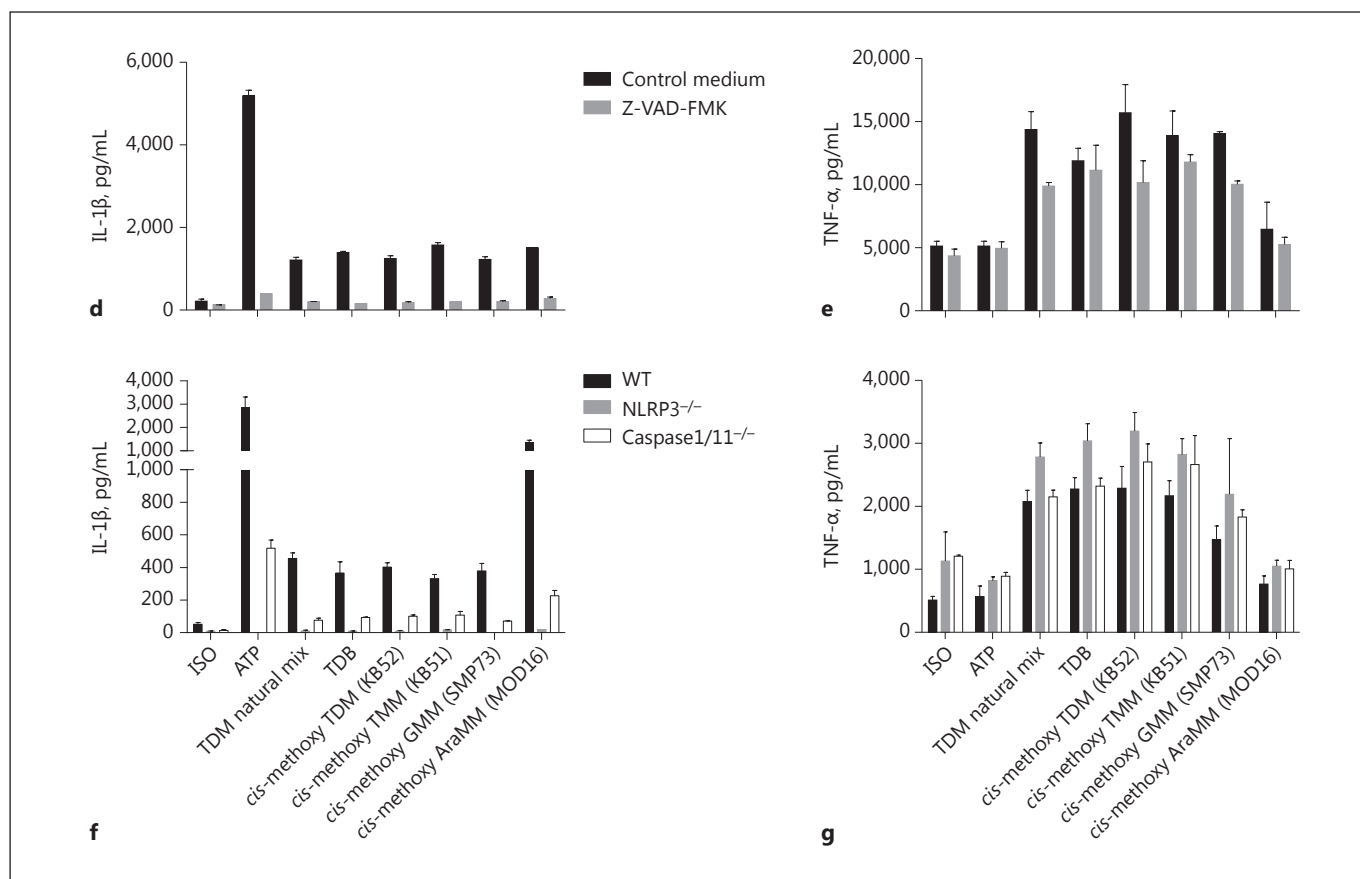 6,000
4,000
2,000
0
IL-1β, pg/mL
d
Control medium
Z-VAD-FMK
20,000
15,000
10,000
5,000
0
TNF-α, pg/mL
e
4,000
3,000
2,000
1,000
1,000
800
600
400
200
0
IL-1β, pg/mL
WT
NLRP3–/–
Caspase1/11–/–
ISO
ATP
TDM natural mix
TDB
cis-methoxy TDM (KB52)
cis-methoxy TMM (KB51)
cis-methoxy GMM (SMP73)
cis-methoxy AraMM (MOD16)
f
4,000
3,000
2,000
1,000
0
TNF-α, pg/mL
ISO
ATP
TDM natural mix
TDB
cis-methoxy TDM (KB52)
cis-methoxy TMM (KB51)
cis-methoxy GMM (SMP73)
cis-methoxy AraMM (MOD16)
g